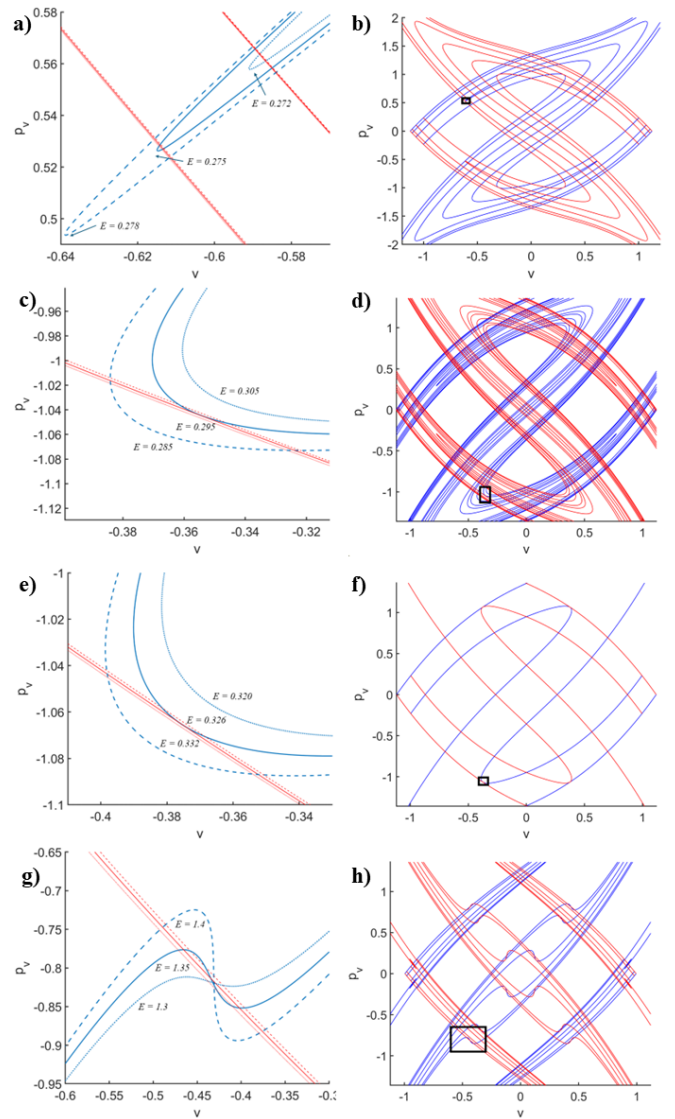 a)
0.58
0.56
0.54
0.52
0.5
p_v
E = 0.272
E = 0.275
E = 0.278
-0.64 -0.62 -0.6 -0.58
v
b)
2
1.5
1
0.5
0
-0.5
-1
-1.5
-2
p_v
-1 -0.5 0 0.5 1
v
c)
-0.96
-0.98
-1
-1.02
-1.04
-1.06
-1.08
-1.1
-1.12
p_v
E = 0.305
E = 0.295
E = 0.285
-0.38 -0.36 -0.34 -0.32
v
d)
1
0.5
0
-0.5
-1
p_v
-1 -0.5 0 0.5 1
v
e)
-1
-1.02
-1.04
-1.06
-1.08
-1.1
p_v
E = 0.320
E = 0.326
E = 0.332
-0.4 -0.38 -0.36 -0.34
v
f)
1
0.5
0
-0.5
-1
p_v
-1 -0.5 0 0.5 1
v
g)
-0.65
-0.7
-0.75
-0.8
-0.85
-0.9
-0.95
p_v
E = 1.4
E = 1.35
E = 1.3
-0.6 -0.55 -0.5 -0.45 -0.4 -0.35 -0.3
v
h)
1
0.5
0
-0.5
-1
p_v
-1 -0.5 0 0.5 1
v